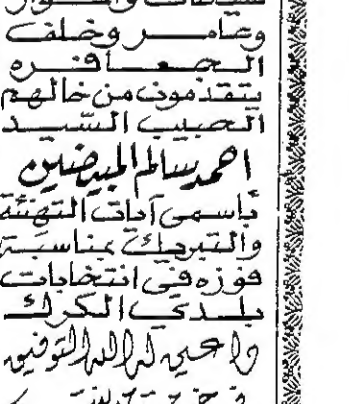 وعامر وخلف
الجعافره
يتقدمون من خالهم
الحبيب السيد
احمد سالم المبيضين
بأسمى آيات التهنئة
والتبريك بمناسبة
فوزه في انتخابات
بلدية الكرك
داعين له الله التوفيق